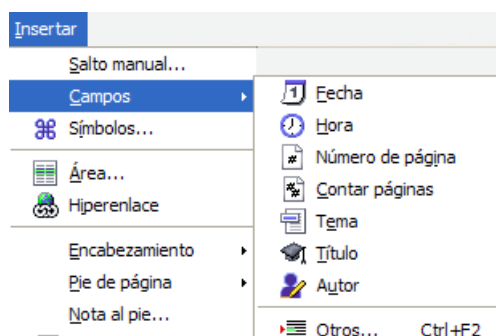 Insertar
Salto manual...
Campos
Símbolos...
Área...
Hiperenlace
Encabezamiento
Pie de página
Nota al pie...
Fecha
Hora
Número de página
Contar páginas
Tema
Título
Autor
Otros... Ctrl+F2